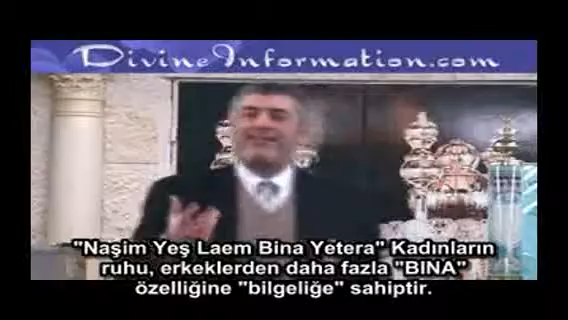 DivineInformation.com
"Naşim Yeş Laem Bina Yetera" Kadınların
ruhu, erkeklerden daha fazla "BINA"
özelliğine "bilgeliğe" sahiptir.